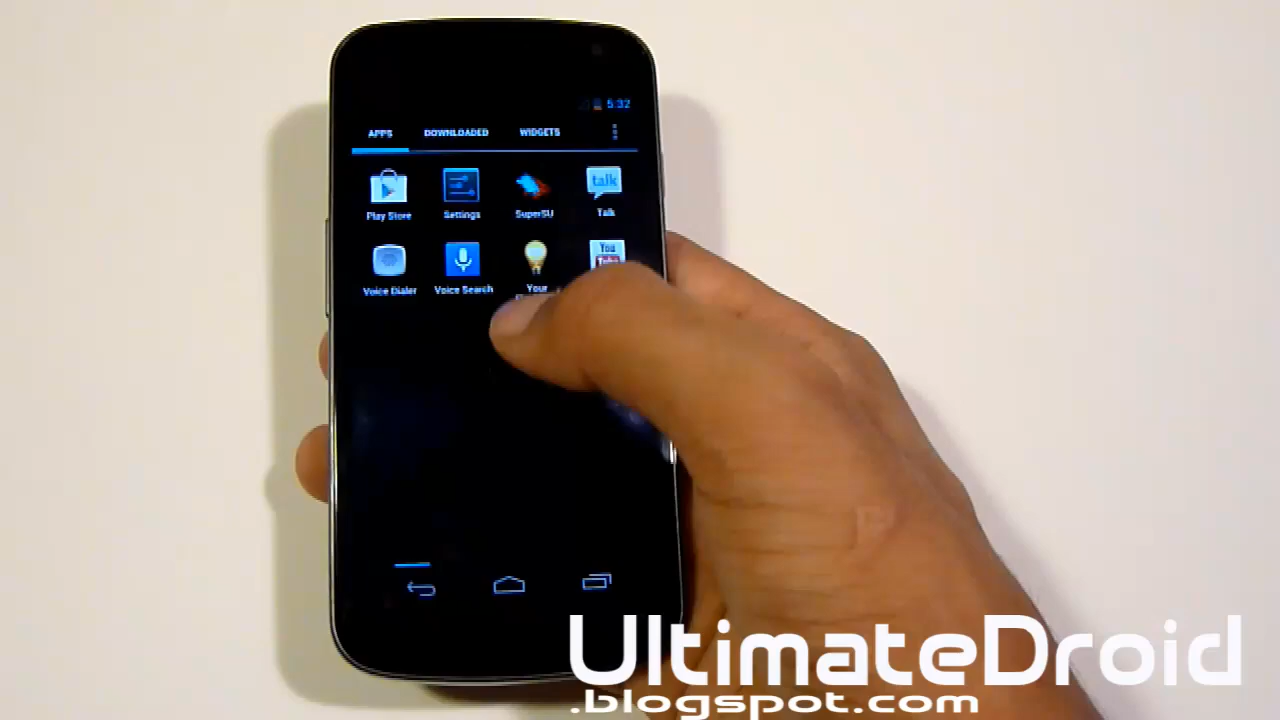 5:32
APPS DOWNLOADED WIDGETS
talk
Play Store Settings SuperSU Talk
You
Tube
Voice Dialer Voice Search Your
UltimateDroid
.blogspot.com